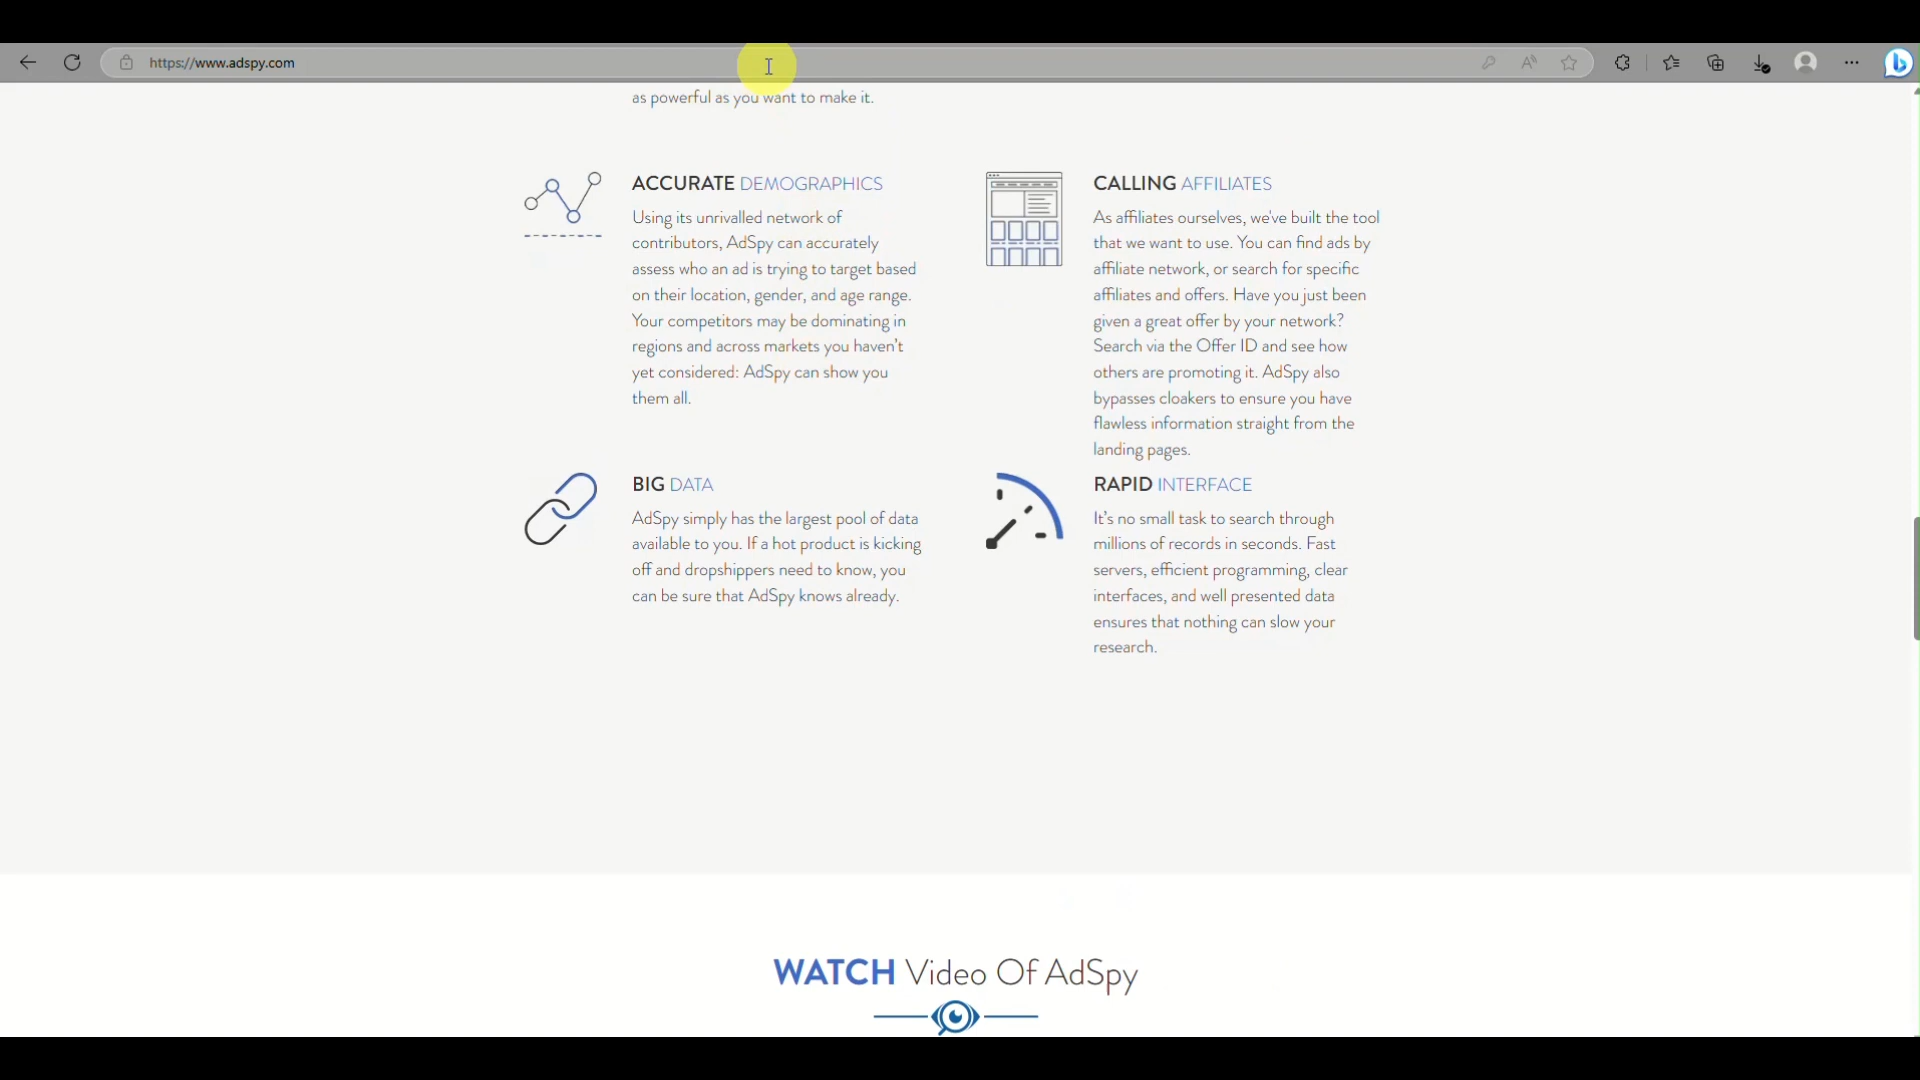 https://www.adspy.com
as powerful as you want to make it.
ACCURATE DEMOGRAPHICS
Using its unrivalled network of
contributors, AdSpy can accurately
assess who an ad is trying to target based
on their location, gender, and age range.
Your competitors may be dominating in
regions and across markets you haven't
yet considered: AdSpy can show you
them all.
CALLING AFFILIATES
As affiliates ourselves, we've built the tool
that we want to use. You can find ads by
affiliate network, or search for specific
affiliates and offers. Have you just been
given a great offer by your network?
Search via the Offer ID and see how
others are promoting it. AdSpy also
bypasses cloakers to ensure you have
flawless information straight from the
landing pages.
BIG DATA
AdSpy simply has the largest pool of data
available to you. If a hot product is kicking
off and dropshippers need to know, you
can be sure that AdSpy knows already.
RAPID INTERFACE
It's no small task to search through
millions of records in seconds. Fast
servers, efficient programming, clear
interfaces, and well presented data
ensures that nothing can slow your
research.
WATCH Video Of AdSpy